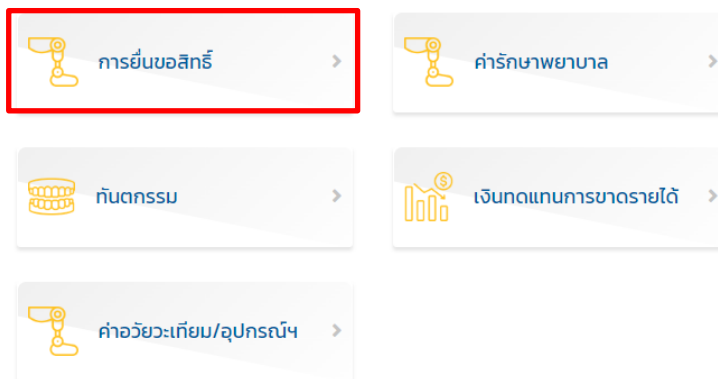 การยื่นขอสิทธิ์
ค่ารักษาพยาบาล
ทันตกรรม
เงินทดแทนการขาดรายได้
ค่าอวัยวะเทียม/อุปกรณ์ฯ